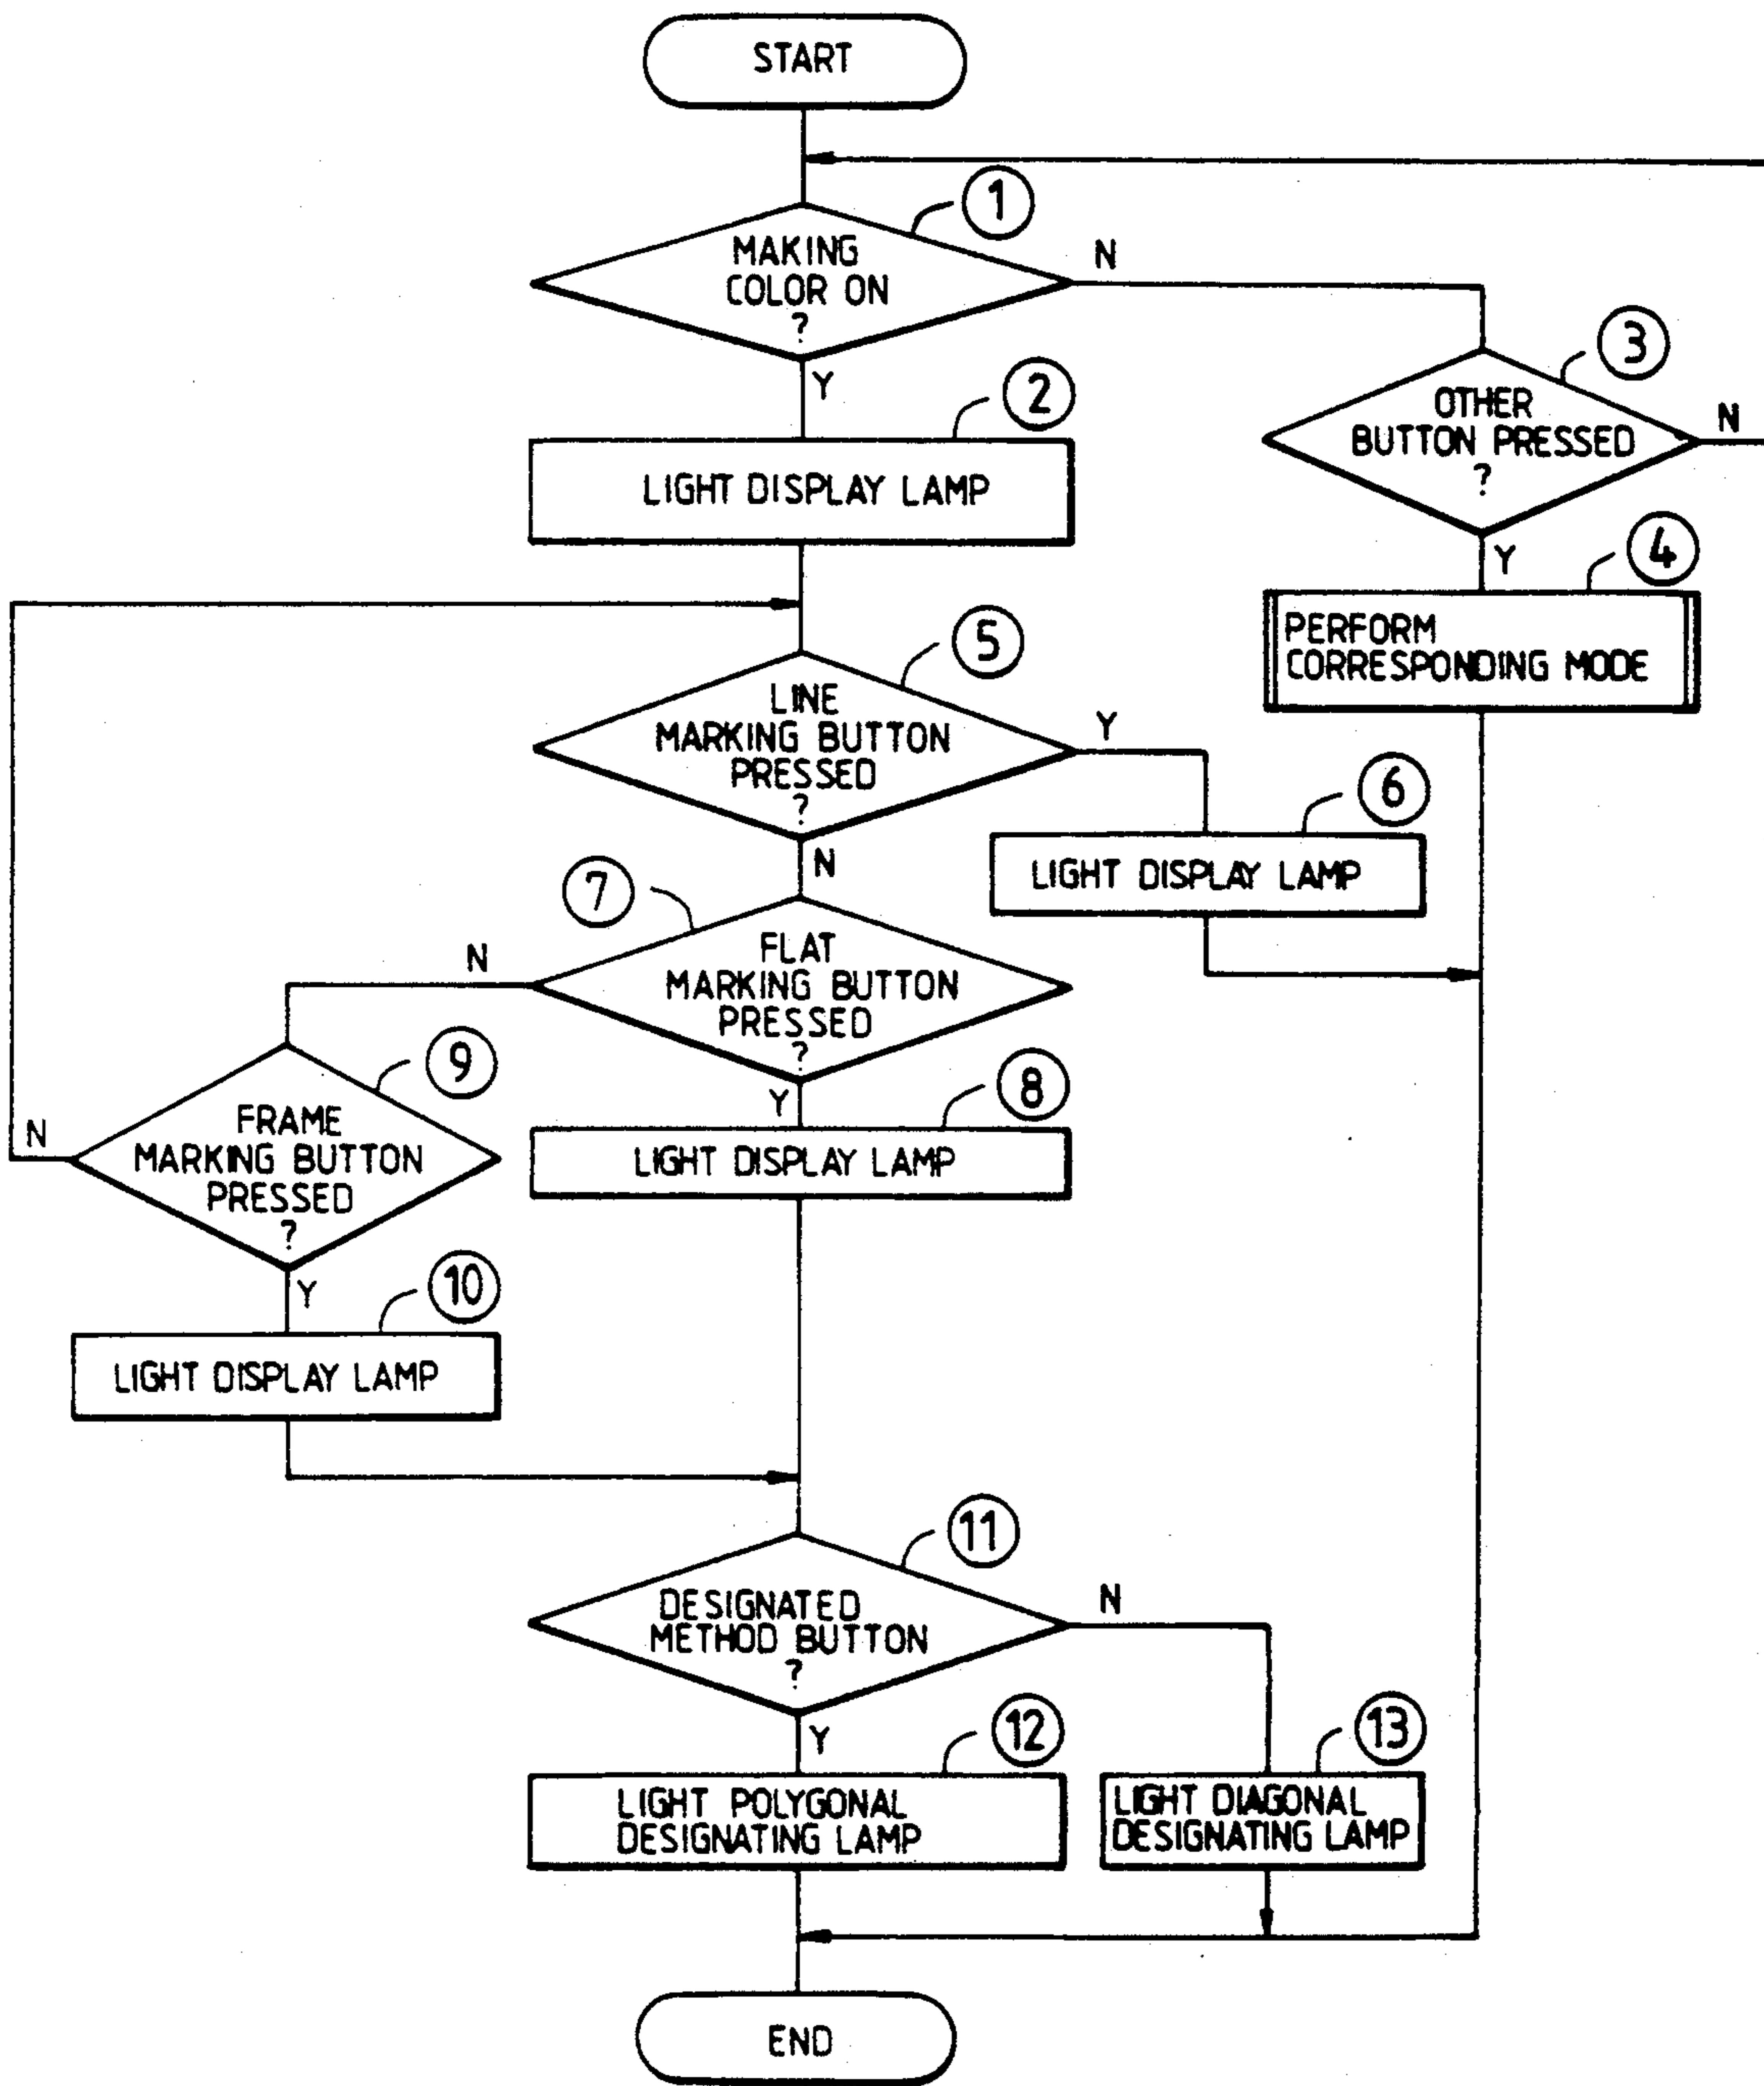 START
1
MAKING
COLOR ON
?
N
Y
3
OTHER
BUTTON PRESSED
?
N
Y
2
LIGHT DISPLAY LAMP
4
PERFORM
CORRESPONDING MODE
5
LINE
MARKING BUTTON
PRESSED
?
Y
N
6
LIGHT DISPLAY LAMP
7
FLAT
MARKING BUTTON
PRESSED
?
N
Y
8
LIGHT DISPLAY LAMP
9
FRAME
MARKING BUTTON
PRESSED
?
N
Y
10
LIGHT DISPLAY LAMP
11
DESIGNATED
METHOD BUTTON
?
N
Y
12
LIGHT POLYGONAL
DESIGNATING LAMP
13
LIGHT DIAGONAL
DESIGNATING LAMP
END